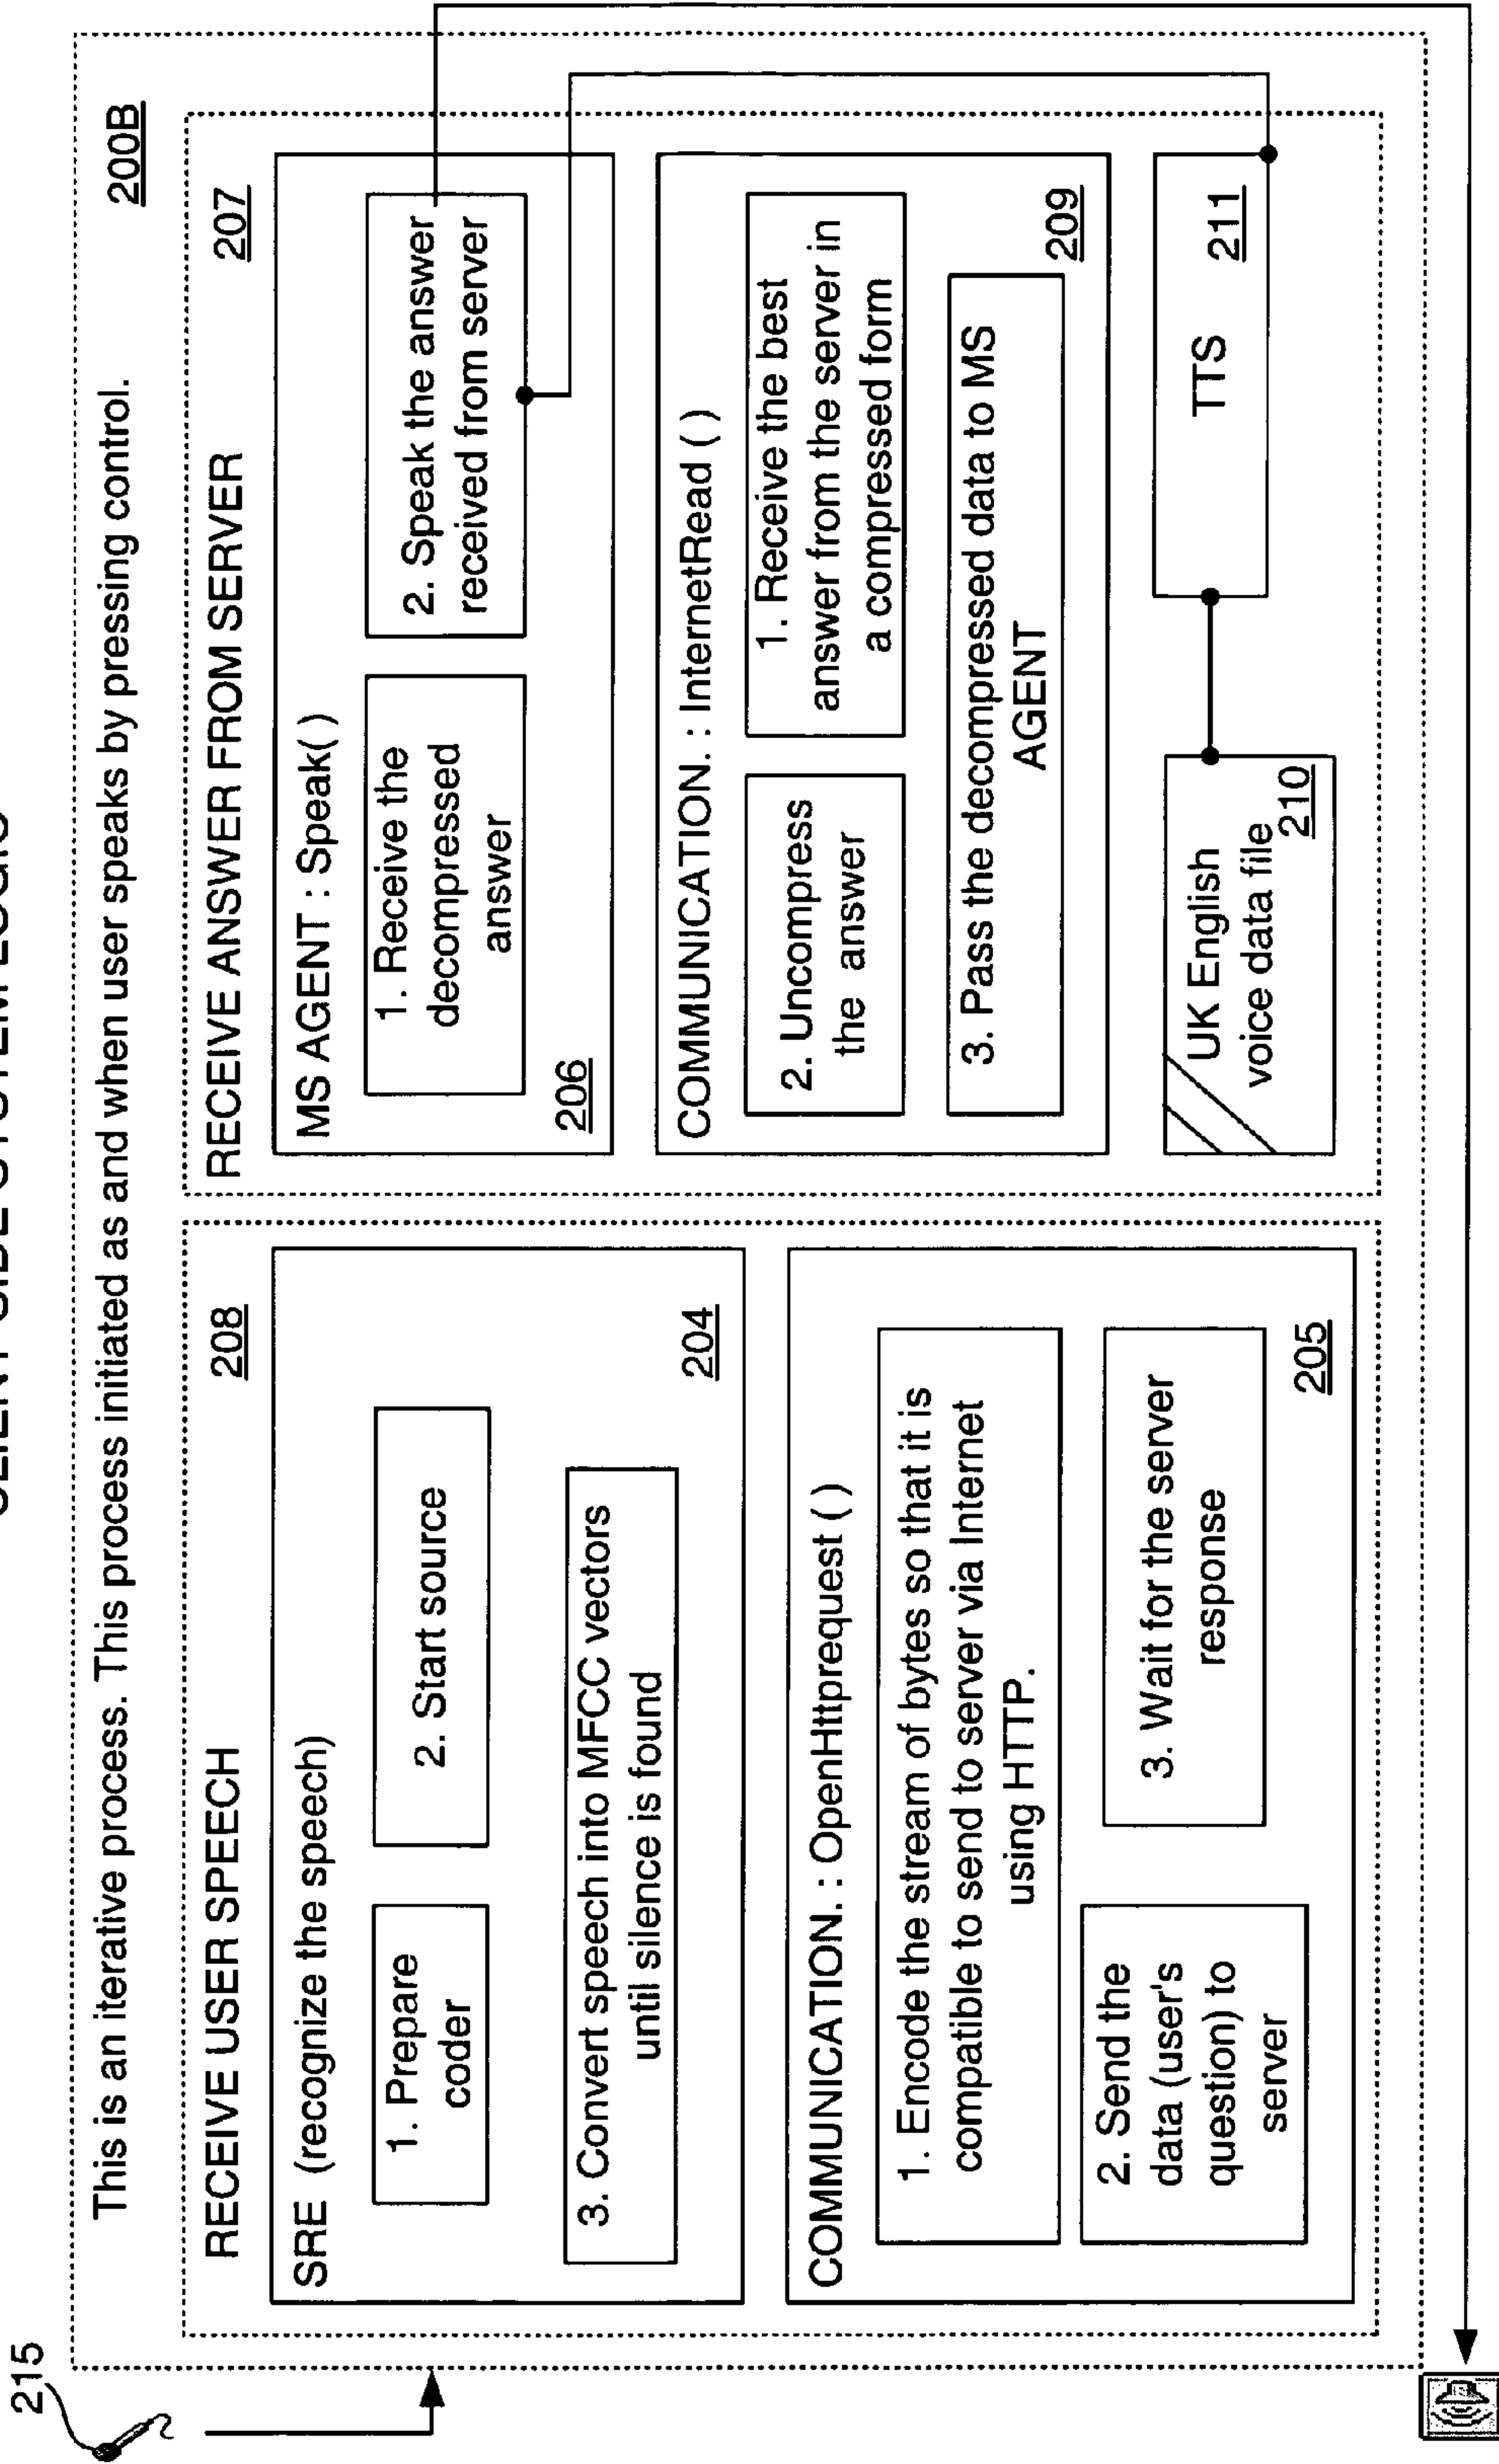 CLIENT SIDE SYSTEM LOGIC
215
This is an iterative process. This process initiated as and when user speaks by pressing control.
200B
RECEIVE USER SPEECH
208
SRE (recognize the speech)
1. Prepare
coder
2. Start source
3. Convert speech into MFCC vectors
until silence is found
204
COMMUNICATION. : OpenHttprequest ( )
1. Encode the stream of bytes so that it is
compatible to send to server via Internet
using HTTP.
2. Send the
data (user's
question) to
server
3. Wait for the server
response
205
RECEIVE ANSWER FROM SERVER
207
MS AGENT : Speak( )
1. Receive the
decompressed
answer
2. Speak the answer
received from server
206
COMMUNICATION. : InternetRead ( )
2. Uncompress
the answer
1. Receive the best
answer from the server in
a compressed form
3. Pass the decompressed data to MS
AGENT
209
UK English
voice data file
210
TTS
211